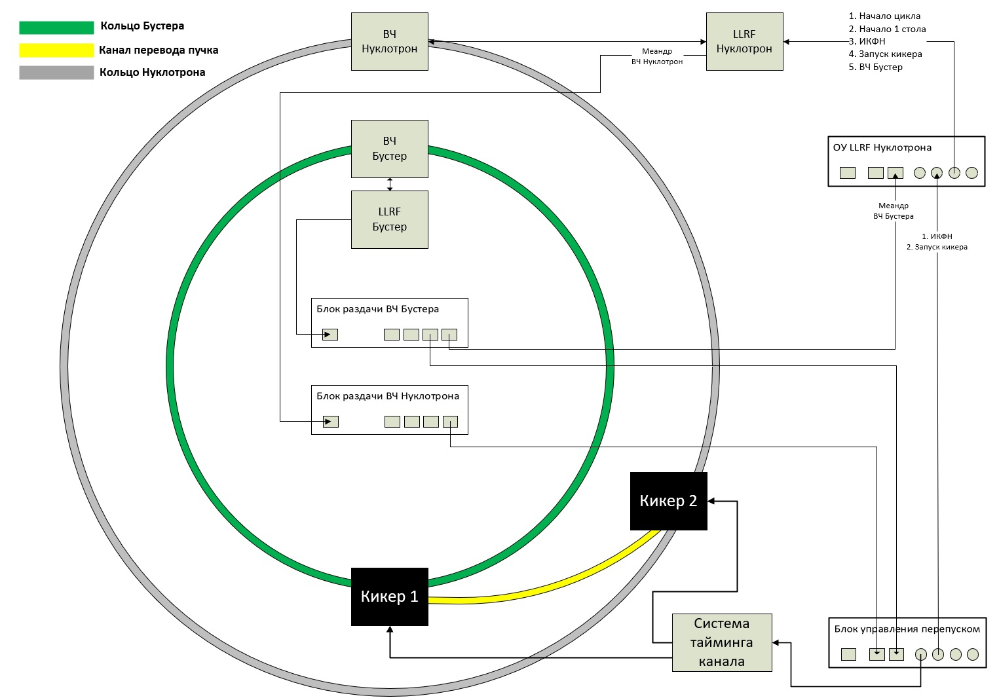 Кольцо Бустера
Канал перевода пучка
Кольцо Нуклотрона
ВЧ
Нуклотрон
LLRF
Нуклотрон
1. Начало цикла
2. Начало 1 стола
3. ИКФН
4. Запуск кикера
5. ВЧ Бустер
Меандр
ВЧ Нуклотрон
ВЧ
Бустер
LLRF
Бустер
ОУ LLRF Нуклотрона
Меандр
ВЧ Бустера
1. ИКФН
2. Запуск кикера
Блок раздачи ВЧ Бустера
Блок раздачи ВЧ Нуклотрона
Кикер 2
Кикер 1
Система
тайминга
канала
Блок управления перепуском